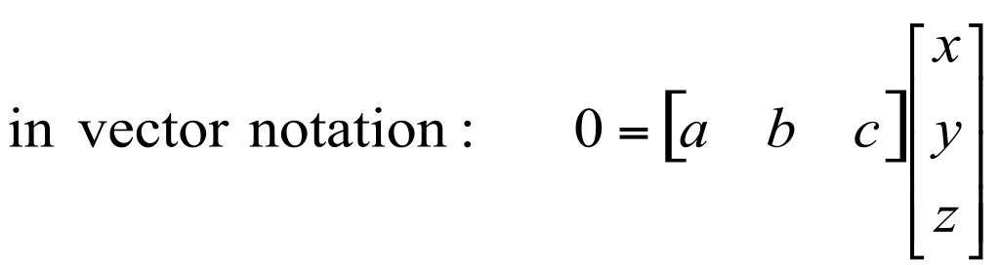 in vector notation : 0 = [a b c] [x
y
z]